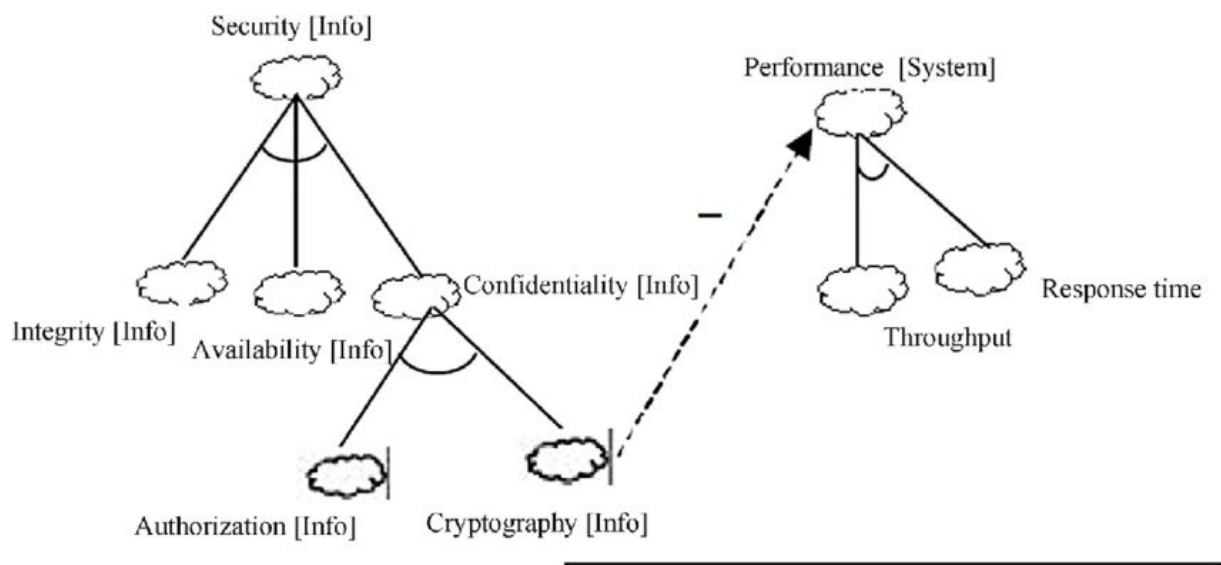 Security [Info]
Performance [System]
–
Confidentiality [Info]
Response time
Integrity [Info]
Availability [Info]
Throughput
Authorization [Info]
Cryptography [Info]